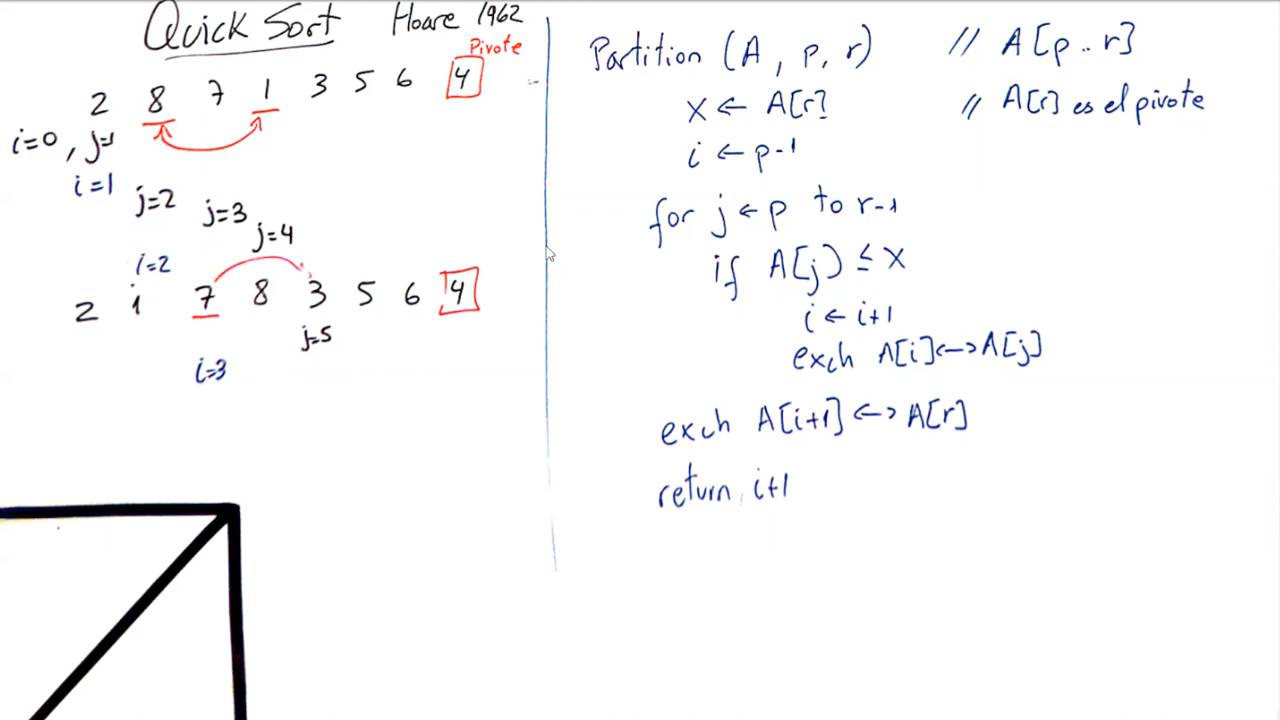 Quick Sort Hoare 1962
Pivote
2 8 7 1 3 5 6 4
i=0, j=1
i=1
j=2
j=3
j=4
i=2
2 1 7 8 3 5 6 4
j=5
i=3
Partition (A, p, r) // A[p..r]
x ← A[r] // A[r] es el pivote
i ← p-1
for j ← p to r-1
if A[j] ≤ x
i ← i+1
exch A[i] ↔ A[j]
exch A[i+1] ↔ A[r]
return i+1